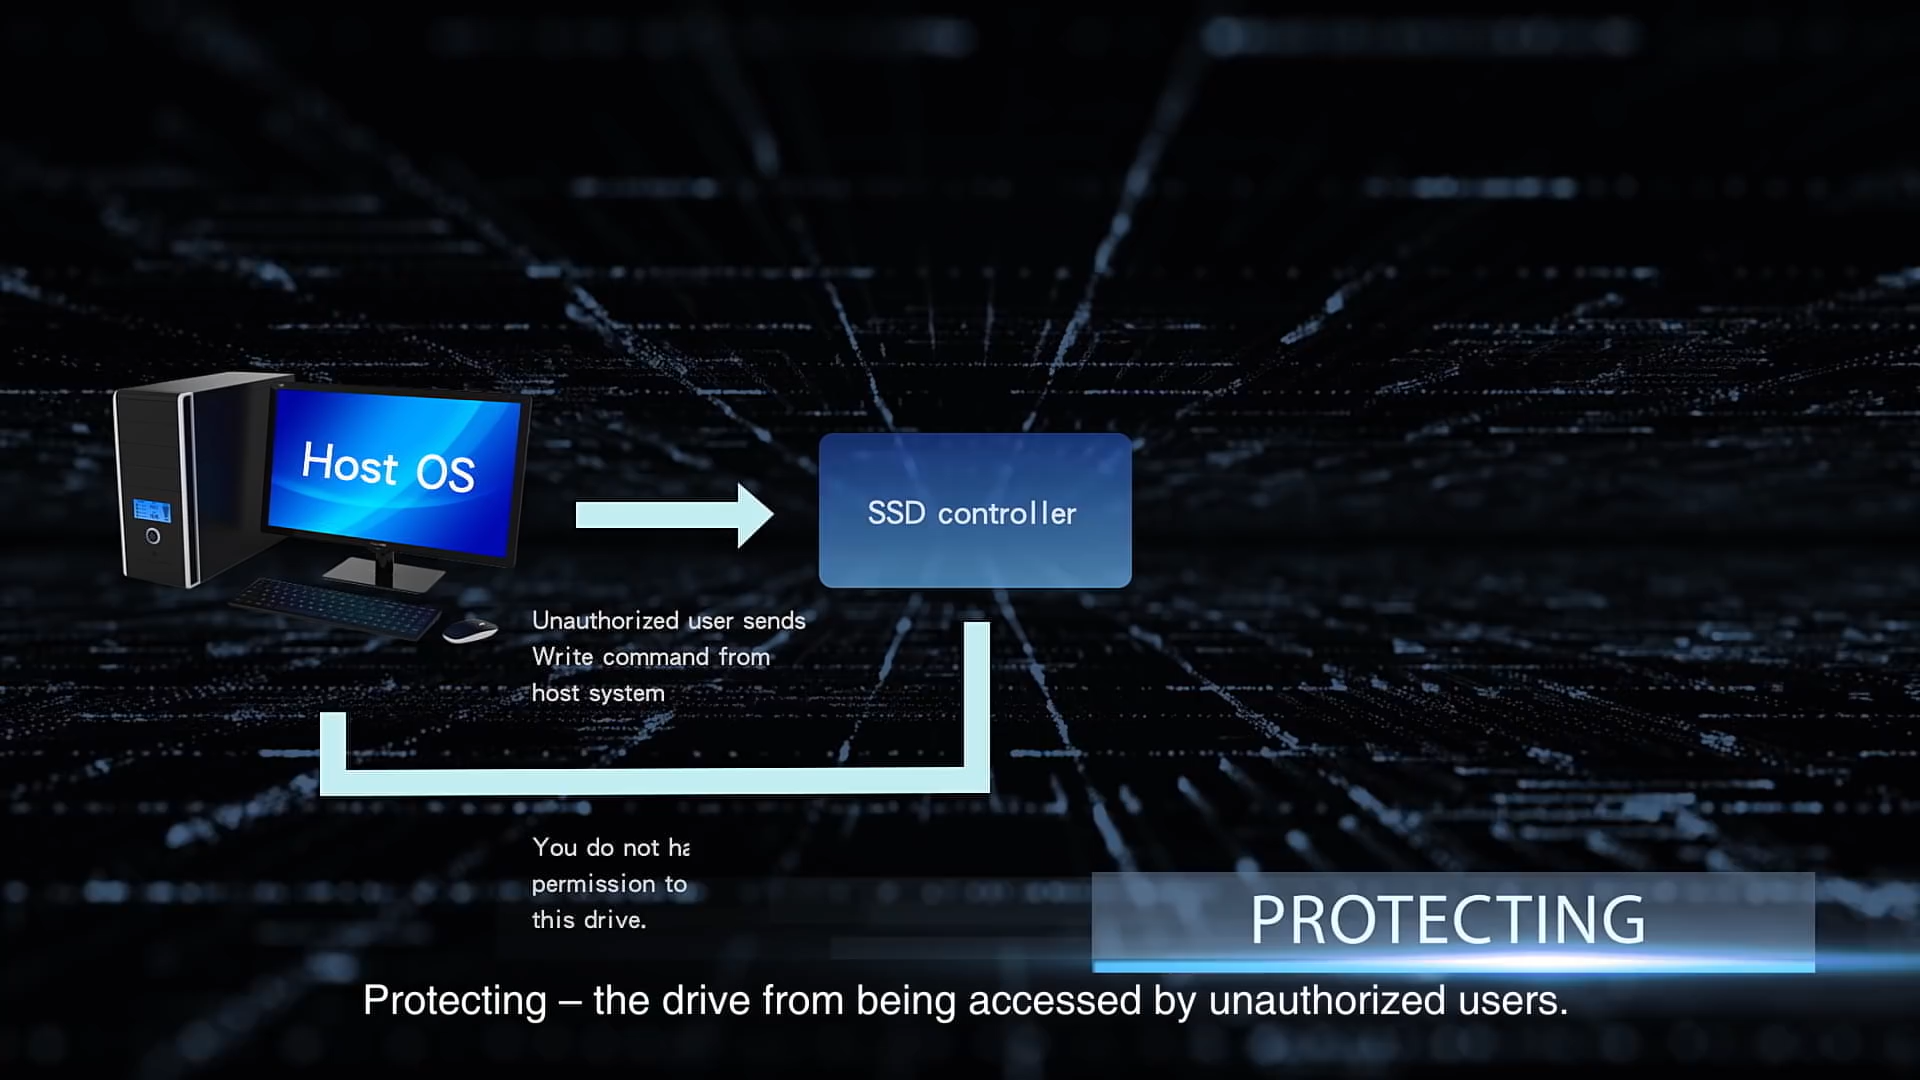 Host OS
SSD controller
Unauthorized user sends
Write command from
host system
You do not
permission to
this drive.
PROTECTING
Protecting – the drive from being accessed by unauthorized users.